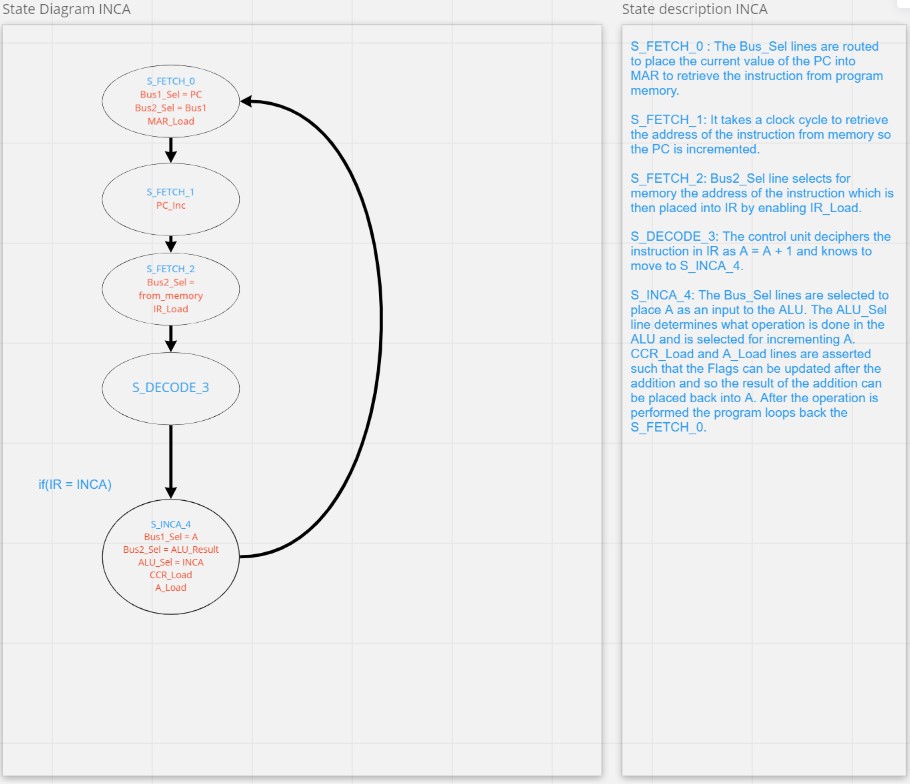 State Diagram INCA
S_FETCH_0
Bus1_Sel = PC
Bus2_Sel = Bus1
MAR_Load
S_FETCH_1
PC_Inc
S_FETCH_2
Bus2_Sel =
from_memory
IR_Load
S_DECODE_3
if(IR = INCA)
S_INCA_4
Bus1_Sel = A
Bus2_Sel = ALU_Result
ALU_Sel = INCA
CCR_Load
A_Load
State description INCA
S_FETCH_0 : The Bus_Sel lines are routed
to place the current value of the PC into
MAR to retrieve the instruction from program
memory.
S_FETCH_1: It takes a clock cycle to retrieve
the address of the instruction from memory so
the PC is incremented.
S_FETCH_2: Bus2_Sel line selects for
memory the address of the instruction which is
then placed into IR by enabling IR_Load.
S_DECODE_3: The control unit deciphers the
instruction in IR as A = A + 1 and knows to
move to S_INCA_4.
S_INCA_4: The Bus_Sel lines are selected to
place A as an input to the ALU. The ALU_Sel
line determines what operation is done in the
ALU and is selected for incrementing A.
CCR_Load and A_Load lines are asserted
such that the Flags can be updated after the
addition and so the result of the addition can
be placed back into A. After the operation is
performed the program loops back the
S_FETCH_0.